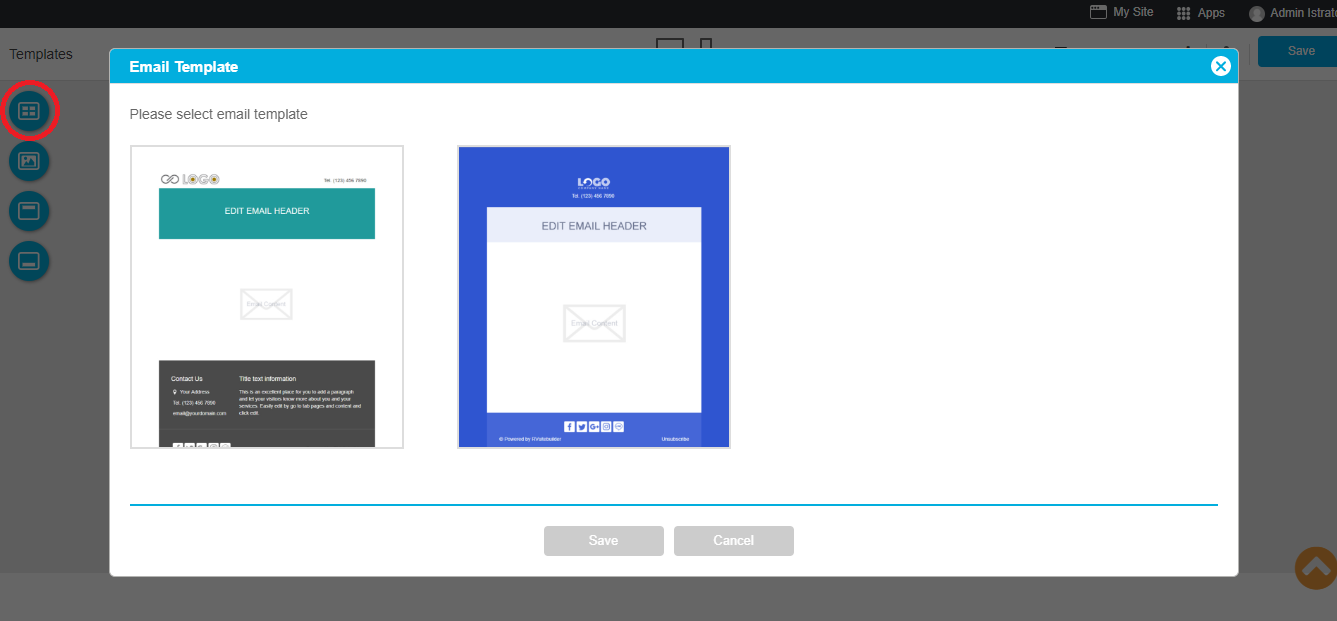 My Site
Apps
Admin Istrato
Templates
Save
Email Template
Please select email template
LOGO
Tel. (123) 456 7890
EDIT EMAIL HEADER
Email Content
Contact Us
Your Address
Tel. (123) 456 7890
email@yourdomain.com
Title text information
This is an excellent place for you to add a paragraph
and let your visitors know more about you and your
services. Easily edit by go to tab pages and content and
click edit.
LOGO
COMPANY NAME
Tel. (123) 456 7890
EDIT EMAIL HEADER
Email Content
© Powered by RVsitebuilder
Unsubscribe
Save
Cancel